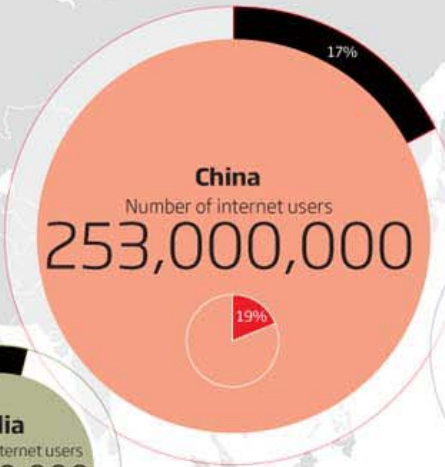 17%
China
Number of internet users
253,000,000
19%
lia
ternet users